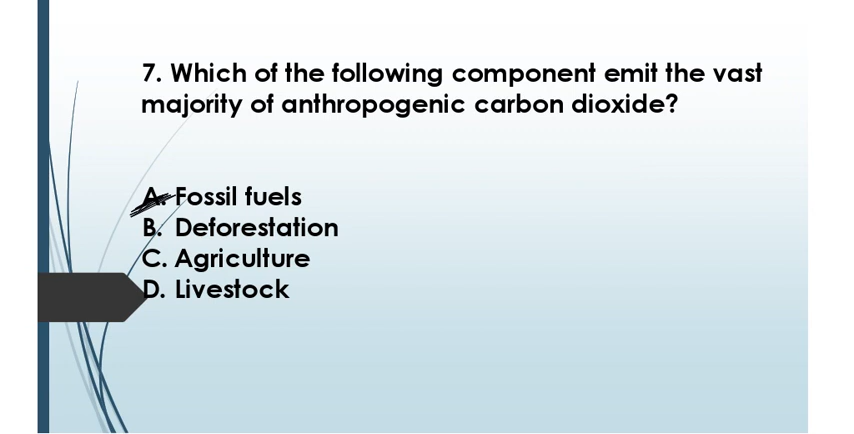 7. Which of the following component emit the vast
majority of anthropogenic carbon dioxide?
A. Fossil fuels
B. Deforestation
C. Agriculture
D. Livestock